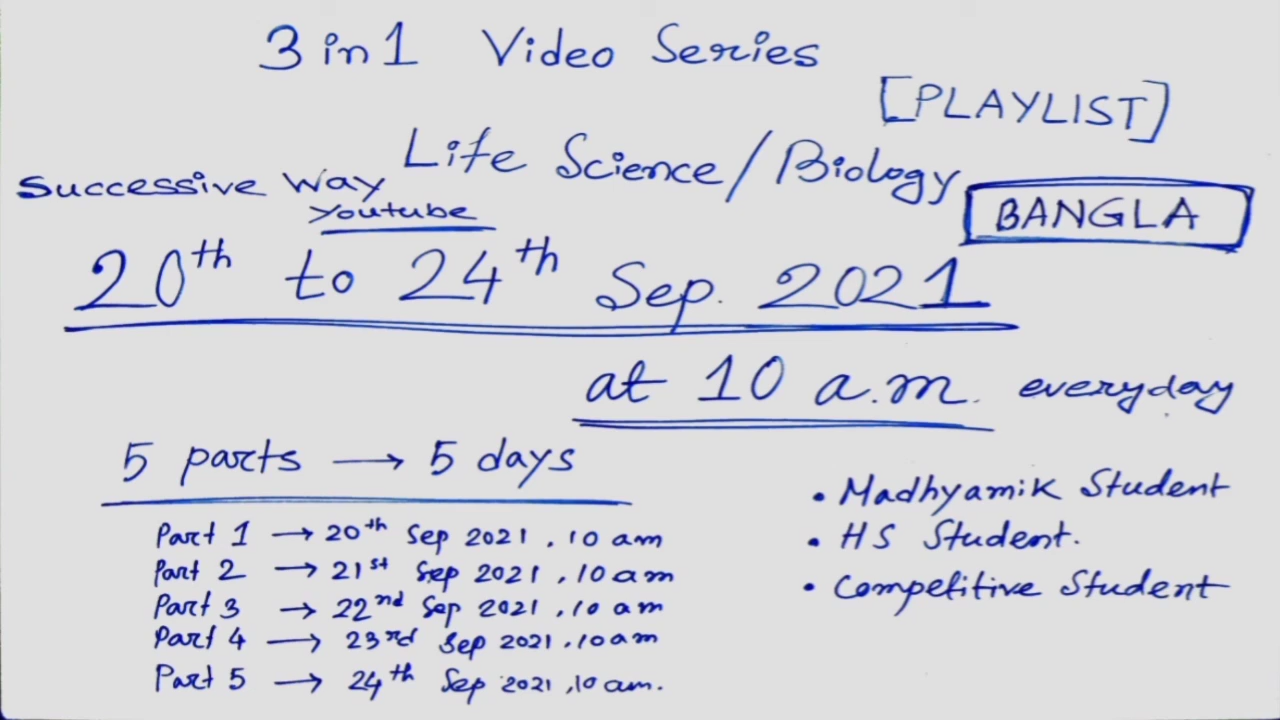 3 in 1 Video Series
[PLAYLIST]
Life Science/Biology
Successive Way
Youtube
BANGLA
20th to 24th Sep. 2021
at 10 a.m. everyday
5 parts → 5 days
Part 1 → 20th Sep 2021, 10 am
Part 2 → 21st Sep 2021, 10 am
Part 3 → 22nd Sep 2021, 10 am
Part 4 → 23rd Sep 2021, 10 am
Part 5 → 24th Sep 2021, 10 am.
• Madhyamik Student
• HS Student.
• Competitive Student